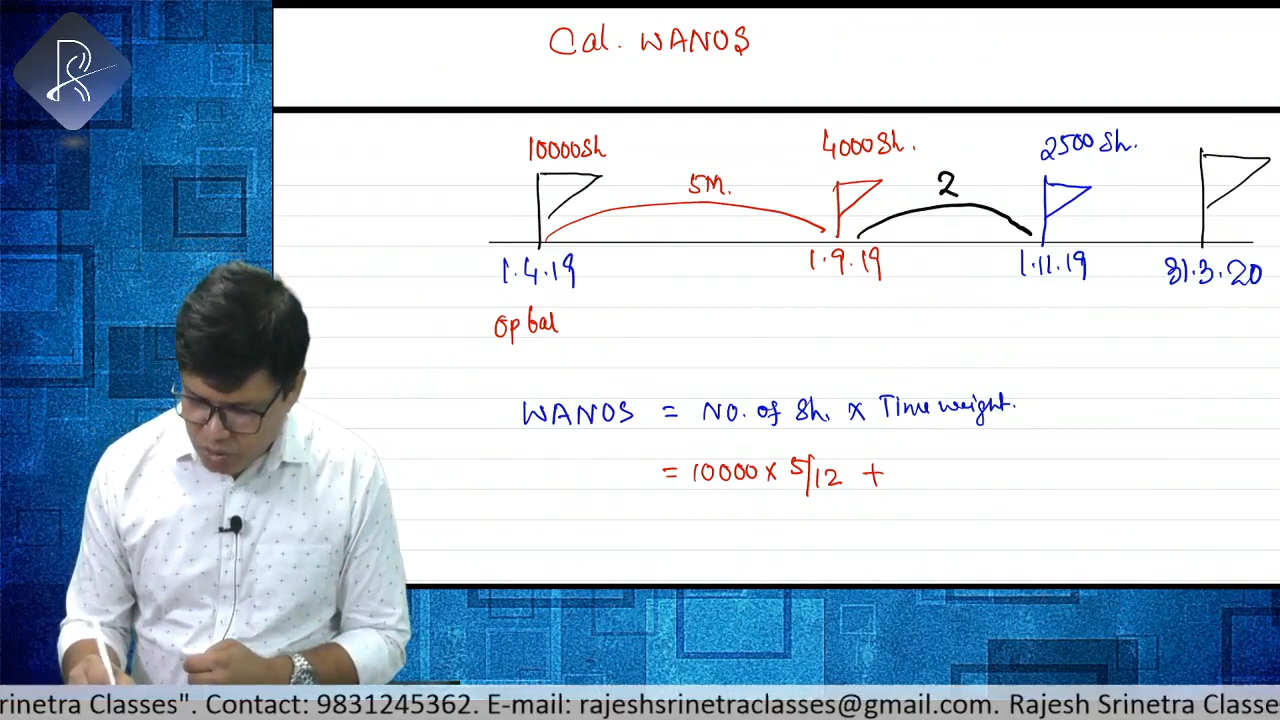 RS
Cal. WANOS
10000Sh
4000Sh.
2500 Sh.
5M.
2
1.4.19
1.9.19
1.11.19
31.3.20
Op bal
WANOS = NO. of Sh. x Time weight.
= 10000 x 5/12 +
rinetra Classes". Contact: 9831245362. E-mail: rajeshsrinetraclasses@gmail.com. Rajesh Srinetra Classe